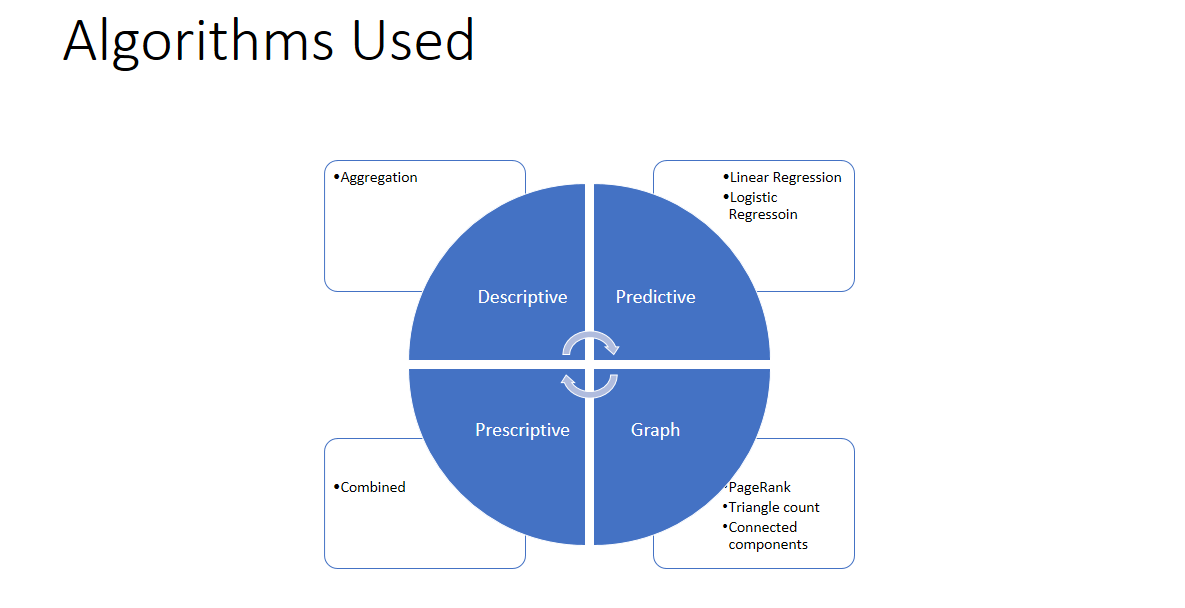 Algorithms Used
•Aggregation
•Linear Regression
•Logistic
Regressoin
Descriptive
Predictive
Prescriptive
Graph
•Combined
•PageRank
•Triangle count
•Connected
components